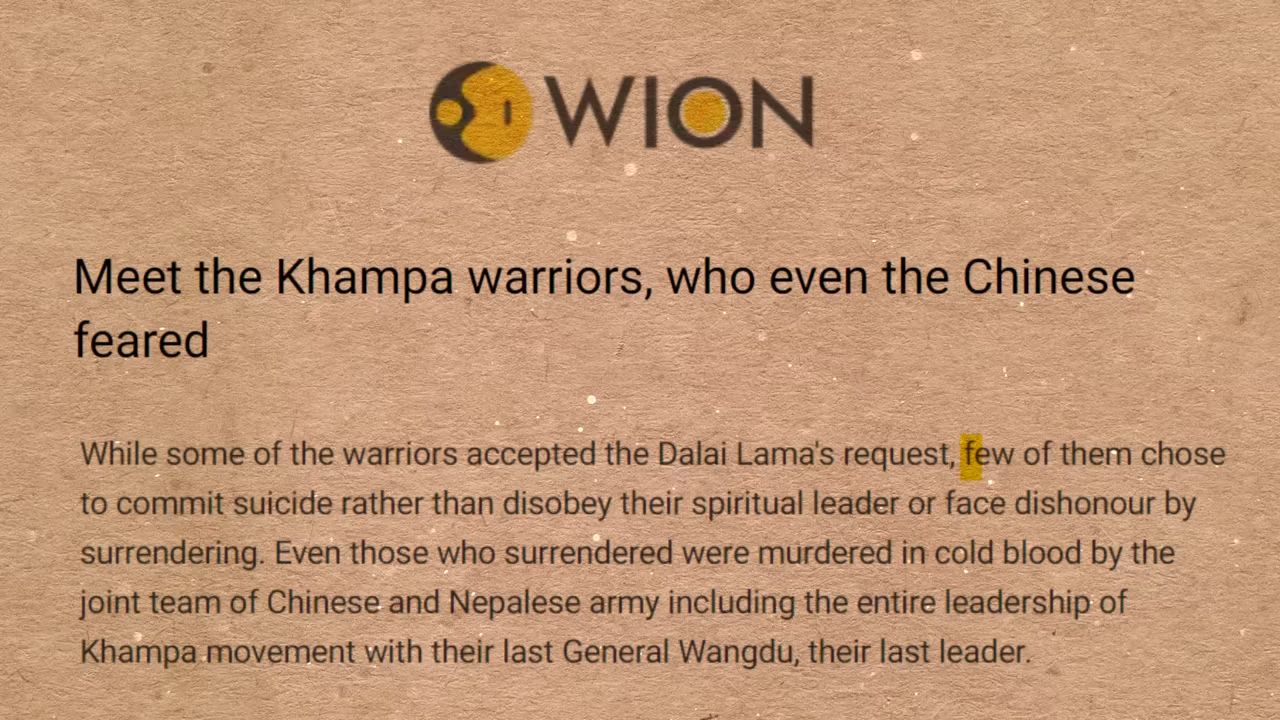 WION
Meet the Khampa warriors, who even the Chinese
feared
While some of the warriors accepted the Dalai Lama's request, few of them chose
to commit suicide rather than disobey their spiritual leader or face dishonour by
surrendering. Even those who surrendered were murdered in cold blood by the
joint team of Chinese and Nepalese army including the entire leadership of
Khampa movement with their last General Wangdu, their last leader.